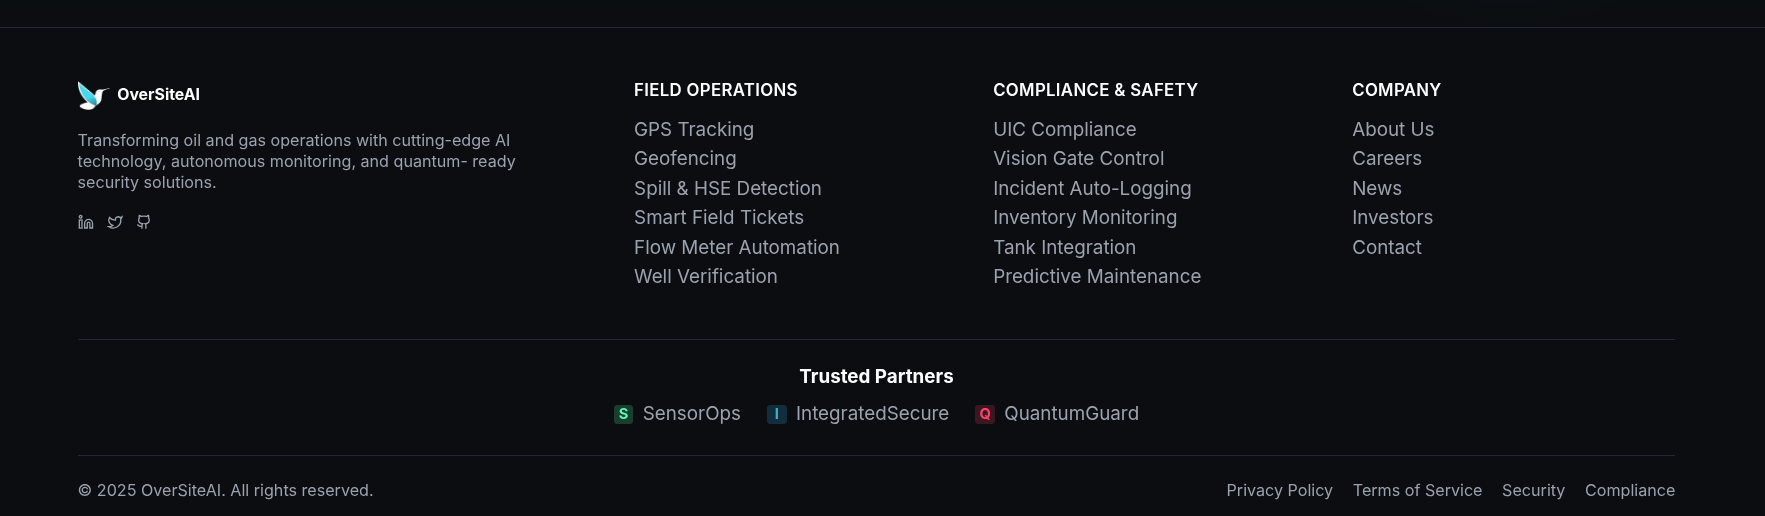 OverSiteAI
Transforming oil and gas operations with cutting-edge AI
technology, autonomous monitoring, and quantum- ready
security solutions.
FIELD OPERATIONS
GPS Tracking
Geofencing
Spill & HSE Detection
Smart Field Tickets
Flow Meter Automation
Well Verification
COMPLIANCE & SAFETY
UIC Compliance
Vision Gate Control
Incident Auto-Logging
Inventory Monitoring
Tank Integration
Predictive Maintenance
COMPANY
About Us
Careers
News
Investors
Contact
Trusted Partners
S SensorOps I IntegratedSecure Q QuantumGuard
© 2025 OverSiteAI. All rights reserved.
Privacy Policy Terms of Service Security Compliance